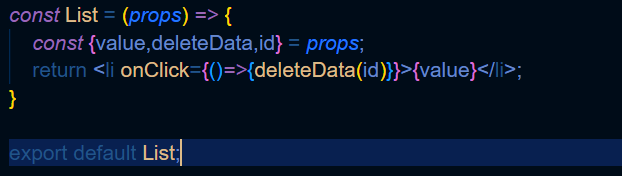 const List = (props) => {
const {value,deleteData,id} = props;
return <li onClick={()=>{deleteData(id)}}>{value}</li>;
}
export default List;